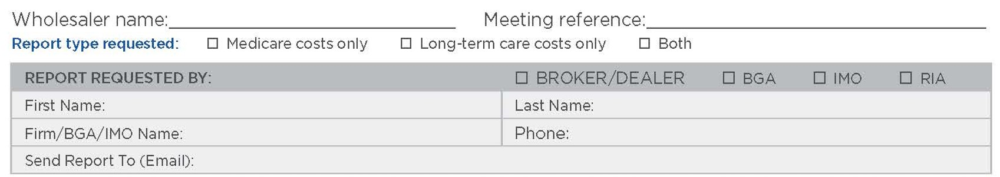 Wholesaler name: Meeting reference:
Report type requested: ☐ Medicare costs only ☐ Long-term care costs only ☐ Both
REPORT REQUESTED BY: ☐ BROKER/DEALER ☐ BGA ☐ IMO ☐ RIA
First Name: Last Name:
Firm/BGA/IMO Name: Phone:
Send Report To (Email):